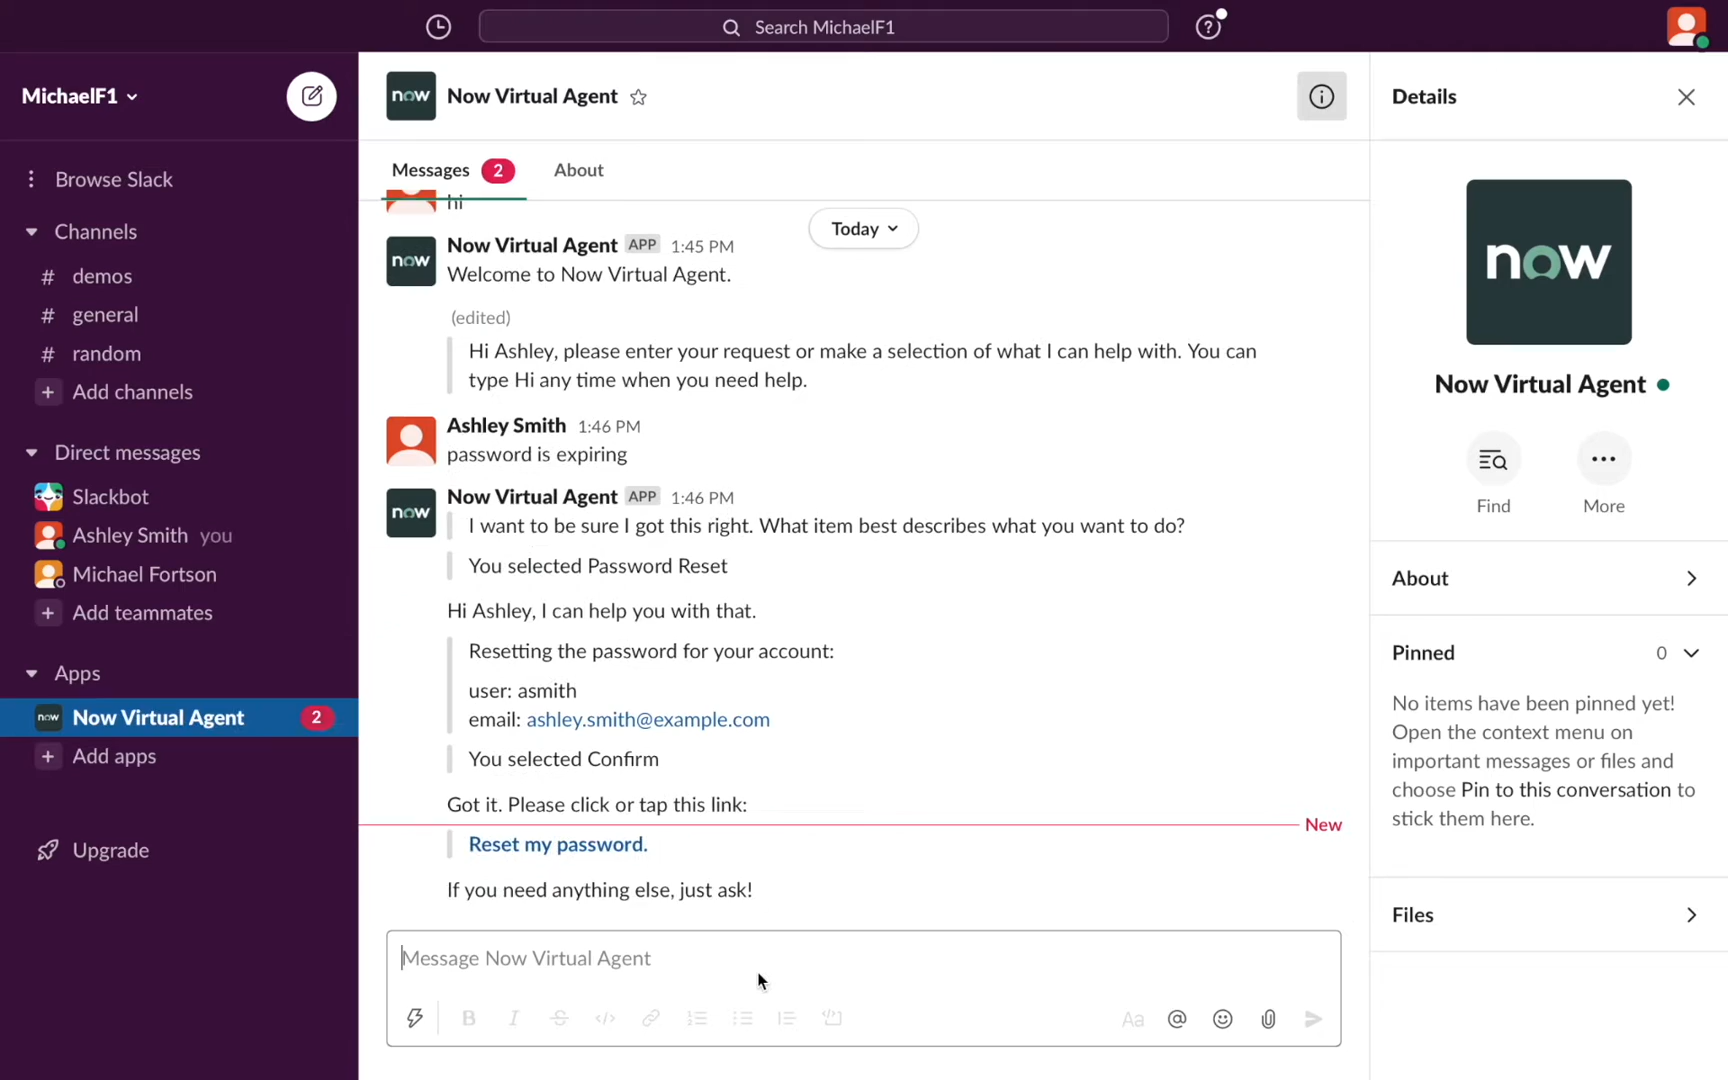 Search MichaelF1
MichaelF1
Browse Slack
Channels
# demos
# general
# random
+ Add channels
Direct messages
Slackbot
Ashley Smith you
Michael Fortson
+ Add teammates
Apps
now Now Virtual Agent 2
+ Add apps
Upgrade
now Now Virtual Agent
Messages 2 About
hi
Today
now Now Virtual Agent APP 1:45 PM
Welcome to Now Virtual Agent.
(edited)
Hi Ashley, please enter your request or make a selection of what I can help with. You can
type Hi any time when you need help.
Ashley Smith 1:46 PM
password is expiring
now Now Virtual Agent APP 1:46 PM
I want to be sure I got this right. What item best describes what you want to do?
You selected Password Reset
Hi Ashley, I can help you with that.
Resetting the password for your account:
user: asmith
email: ashley.smith@example.com
You selected Confirm
Got it. Please click or tap this link:
New
Reset my password.
If you need anything else, just ask!
Message Now Virtual Agent
B I S </> Aa @
Details
now
Now Virtual Agent
Find More
About
Pinned 0
No items have been pinned yet!
Open the context menu on
important messages or files and
choose Pin to this conversation to
stick them here.
Files